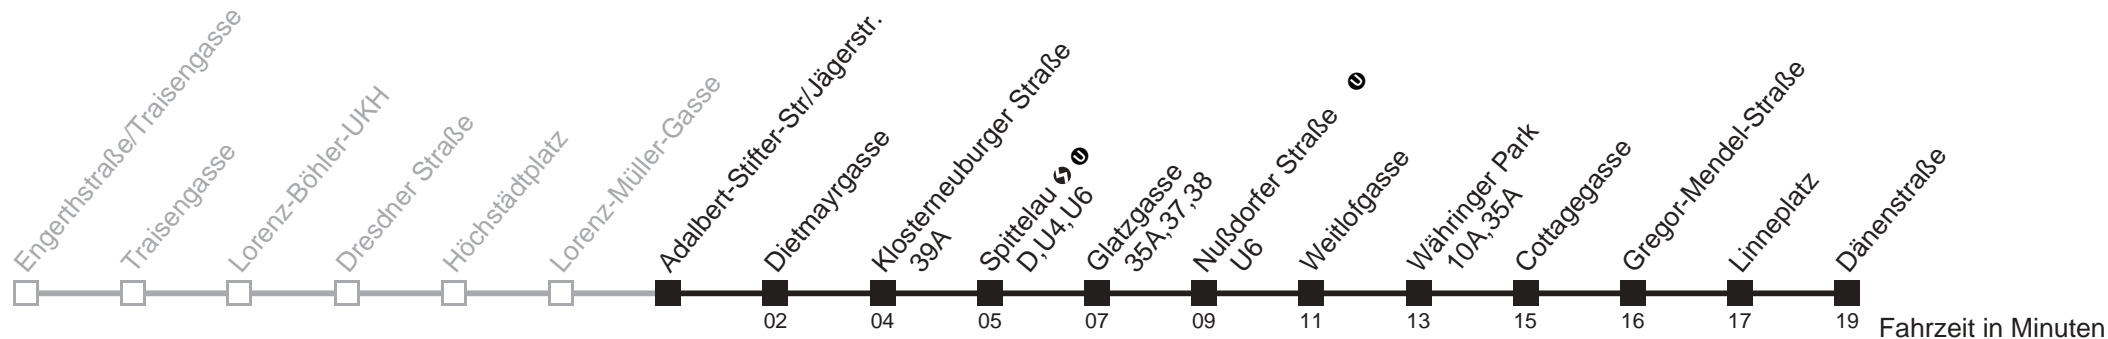 Engerthstraße/Traisengasse
Traisengasse
Lorenz-Böhler-UKH
Dresdner Straße
Höchstädtplatz
Lorenz-Müller-Gasse
Adalbert-Stifter-Str/Jägerstr.
Dietmayrgasse
Klosterneuburger Straße
39A
Spittelau U
D,U4,U6
Glatzgasse
35A,37,38
Nußdorfer Straße U
U6
Weitlofgasse
Währinger Park
10A,35A
Cottagegasse
Gregor-Mendel-Straße
Linneplatz
Dänenstraße
02 04 05 07 09 11 13 15 16 17 19 Fahrzeit in Minuten